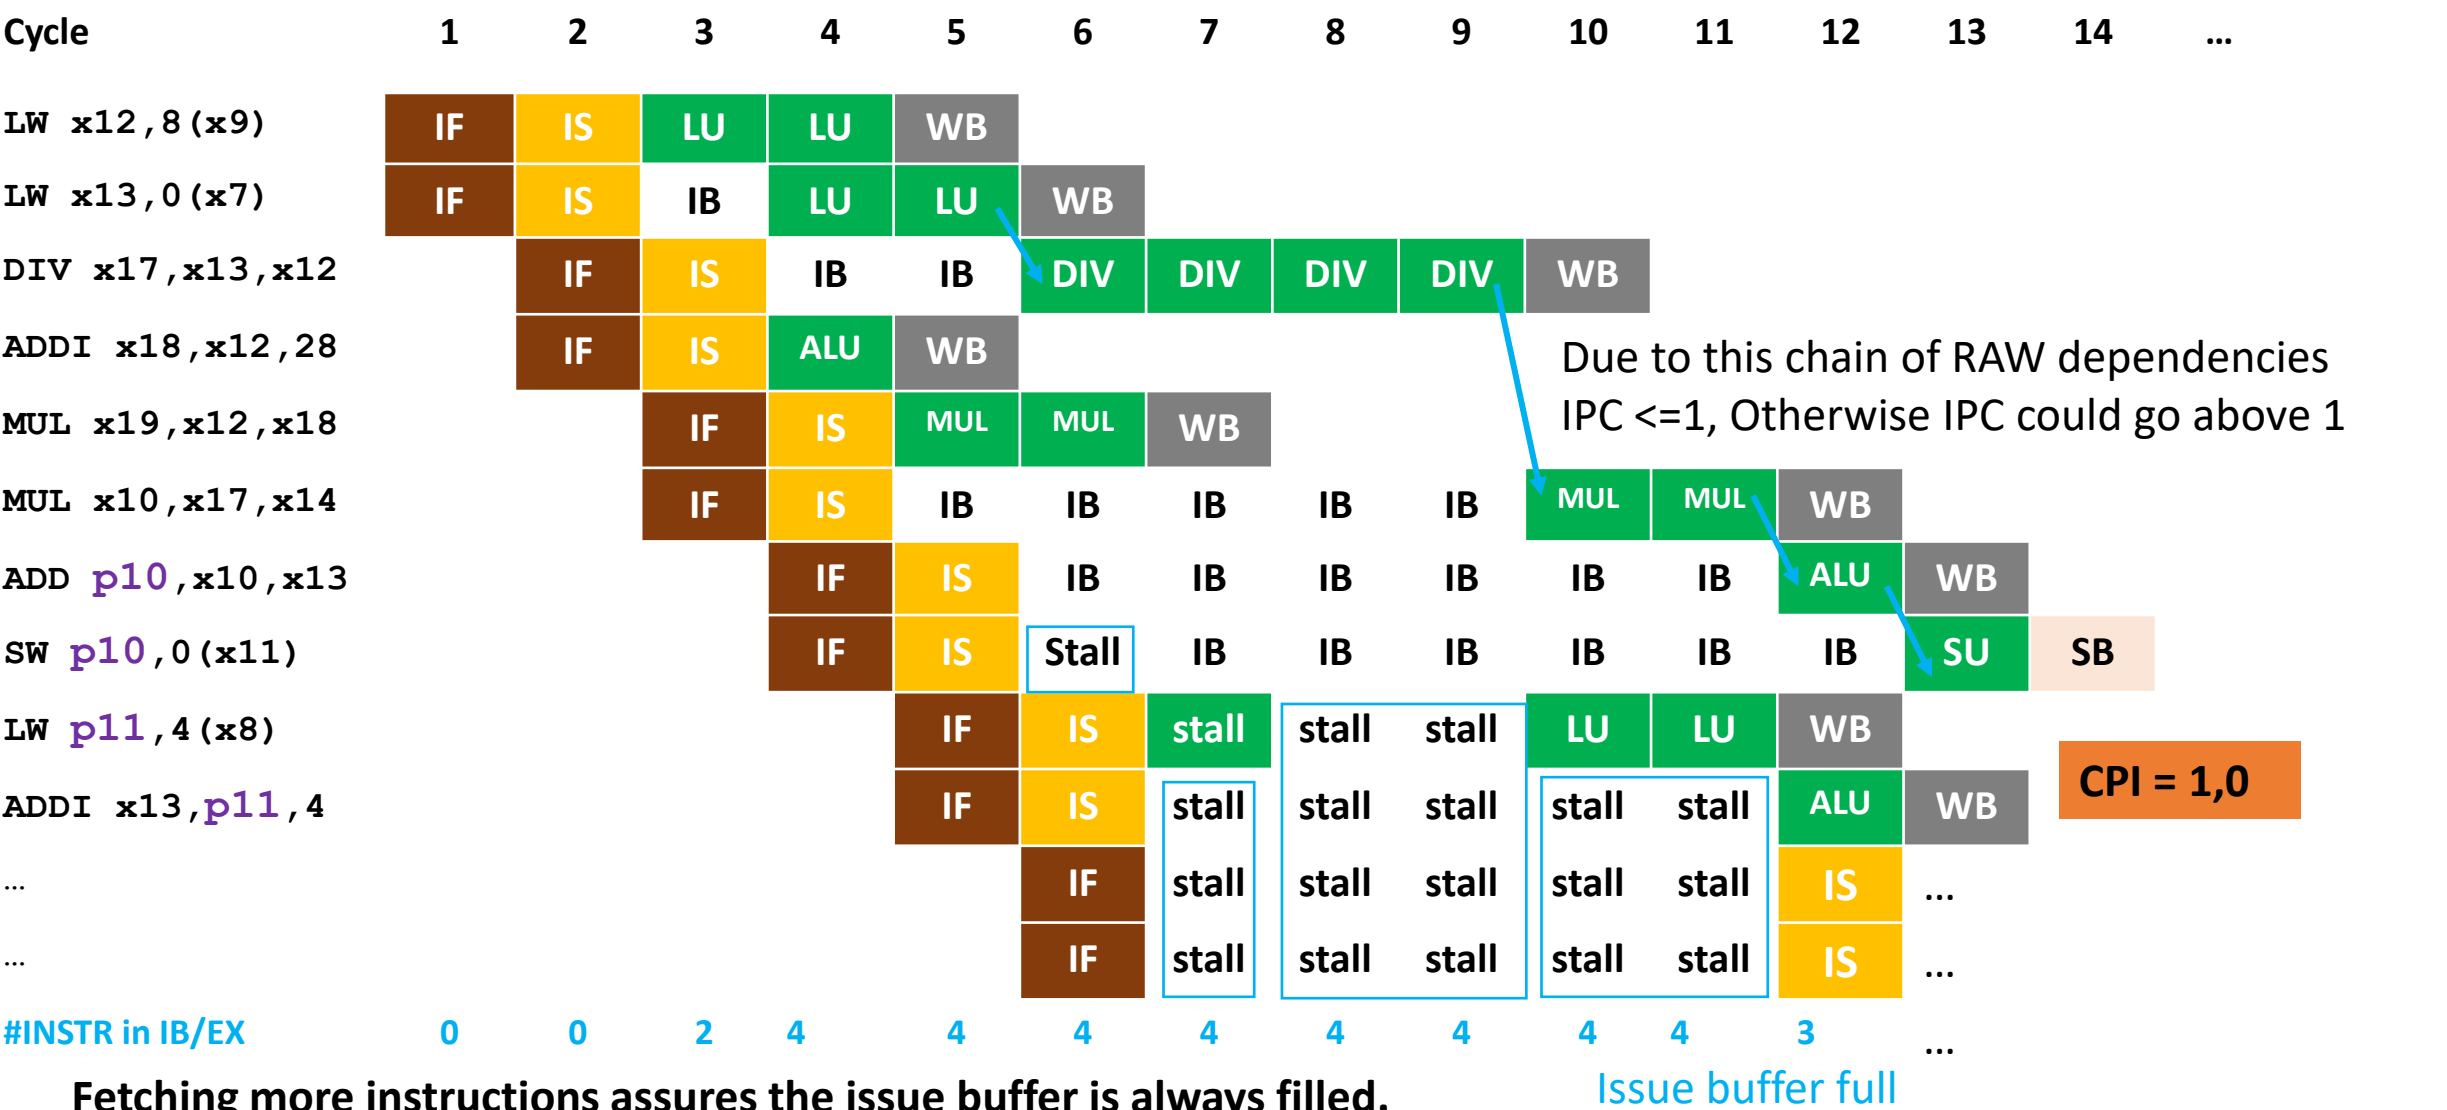 Cycle 1 2 3 4 5 6 7 8 9 10 11 12 13 14 ...
LW x12,8(x9) IF IS LU LU WB
LW x13,0(x7) IF IS IB LU LU WB
DIV x17,x13,x12 IF IS IB IB DIV DIV DIV DIV WB
ADDI x18,x12,28 IF IS ALU WB
Due to this chain of RAW dependencies
IPC <=1, Otherwise IPC could go above 1
MUL x19,x12,x18 IF IS MUL MUL WB
MUL x10,x17,x14 IF IS IB IB IB IB IB MUL MUL WB
ADD p10,x10,x13 IF IS IB IB IB IB IB IB ALU WB
SW p10,0(x11) IF IS Stall IB IB IB IB IB IB SU SB
LW p11,4(x8) IF IS stall stall stall LU LU WB
ADDI x13,p11,4 IF IS stall stall stall stall stall ALU WB
CPI = 1,0
... IF stall stall stall stall stall IS ...
... IF stall stall stall stall stall IS ...
#INSTR in IB/EX 0 0 2 4 4 4 4 4 4 4 4 3 ...
Fetching more instructions assures the issue buffer is always filled.
Issue buffer full